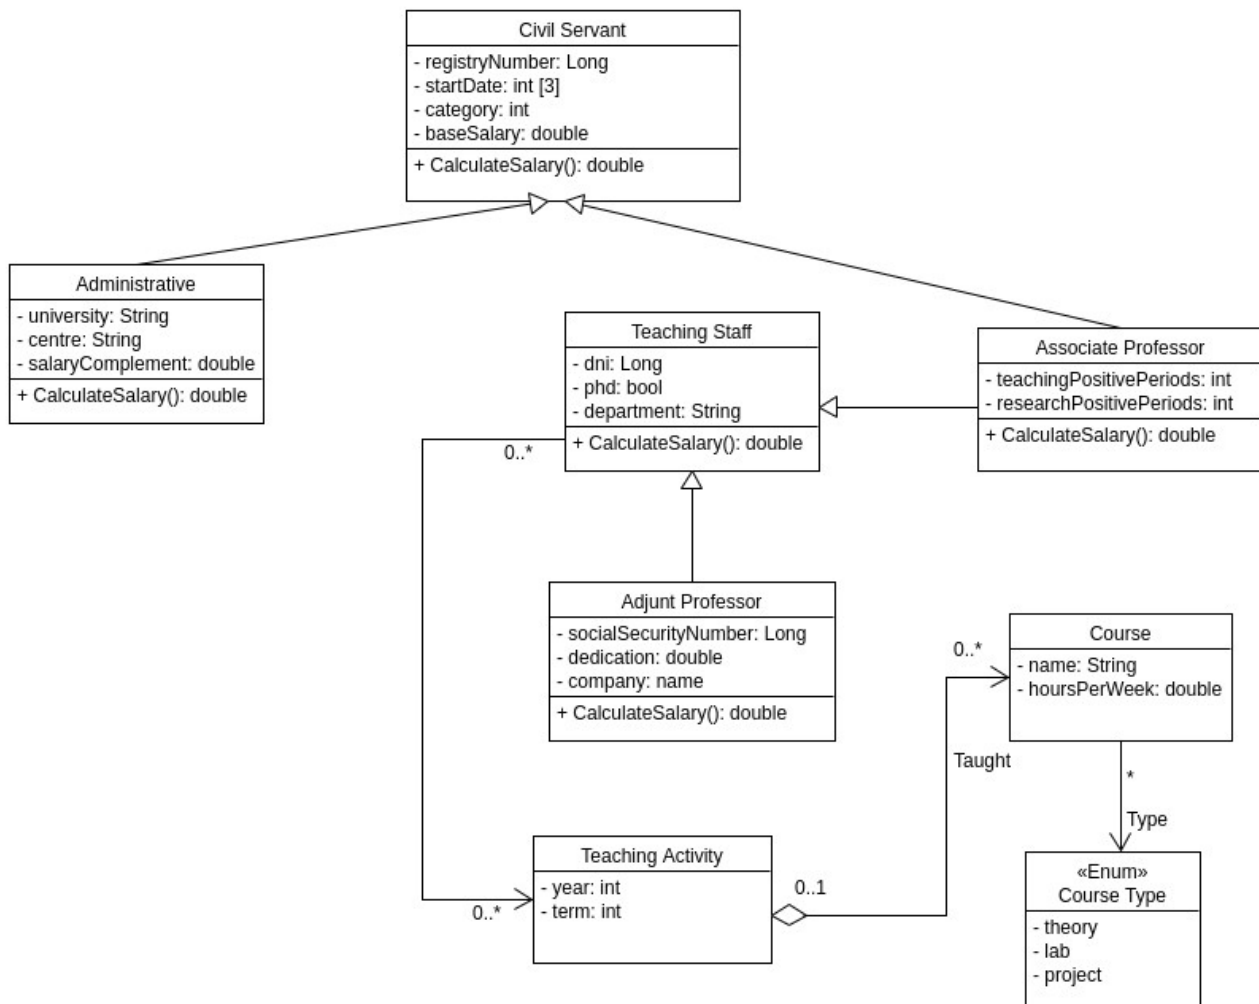 Civil Servant
- registryNumber: Long
- startDate: int [3]
- category: int
- baseSalary: double
+ CalculateSalary(): double
Administrative
- university: String
- centre: String
- salaryComplement: double
+ CalculateSalary(): double
Teaching Staff
- dni: Long
- phd: bool
- department: String
+ CalculateSalary(): double
Associate Professor
- teachingPositivePeriods: int
- researchPositivePeriods: int
+ CalculateSalary(): double
0..*
Adjunt Professor
- socialSecurityNumber: Long
- dedication: double
- company: name
+ CalculateSalary(): double
Course
- name: String
- hoursPerWeek: double
0..*
Taught
*
Type
Teaching Activity
- year: int
- term: int
0..*
0..1
«Enum»
Course Type
- theory
- lab
- project